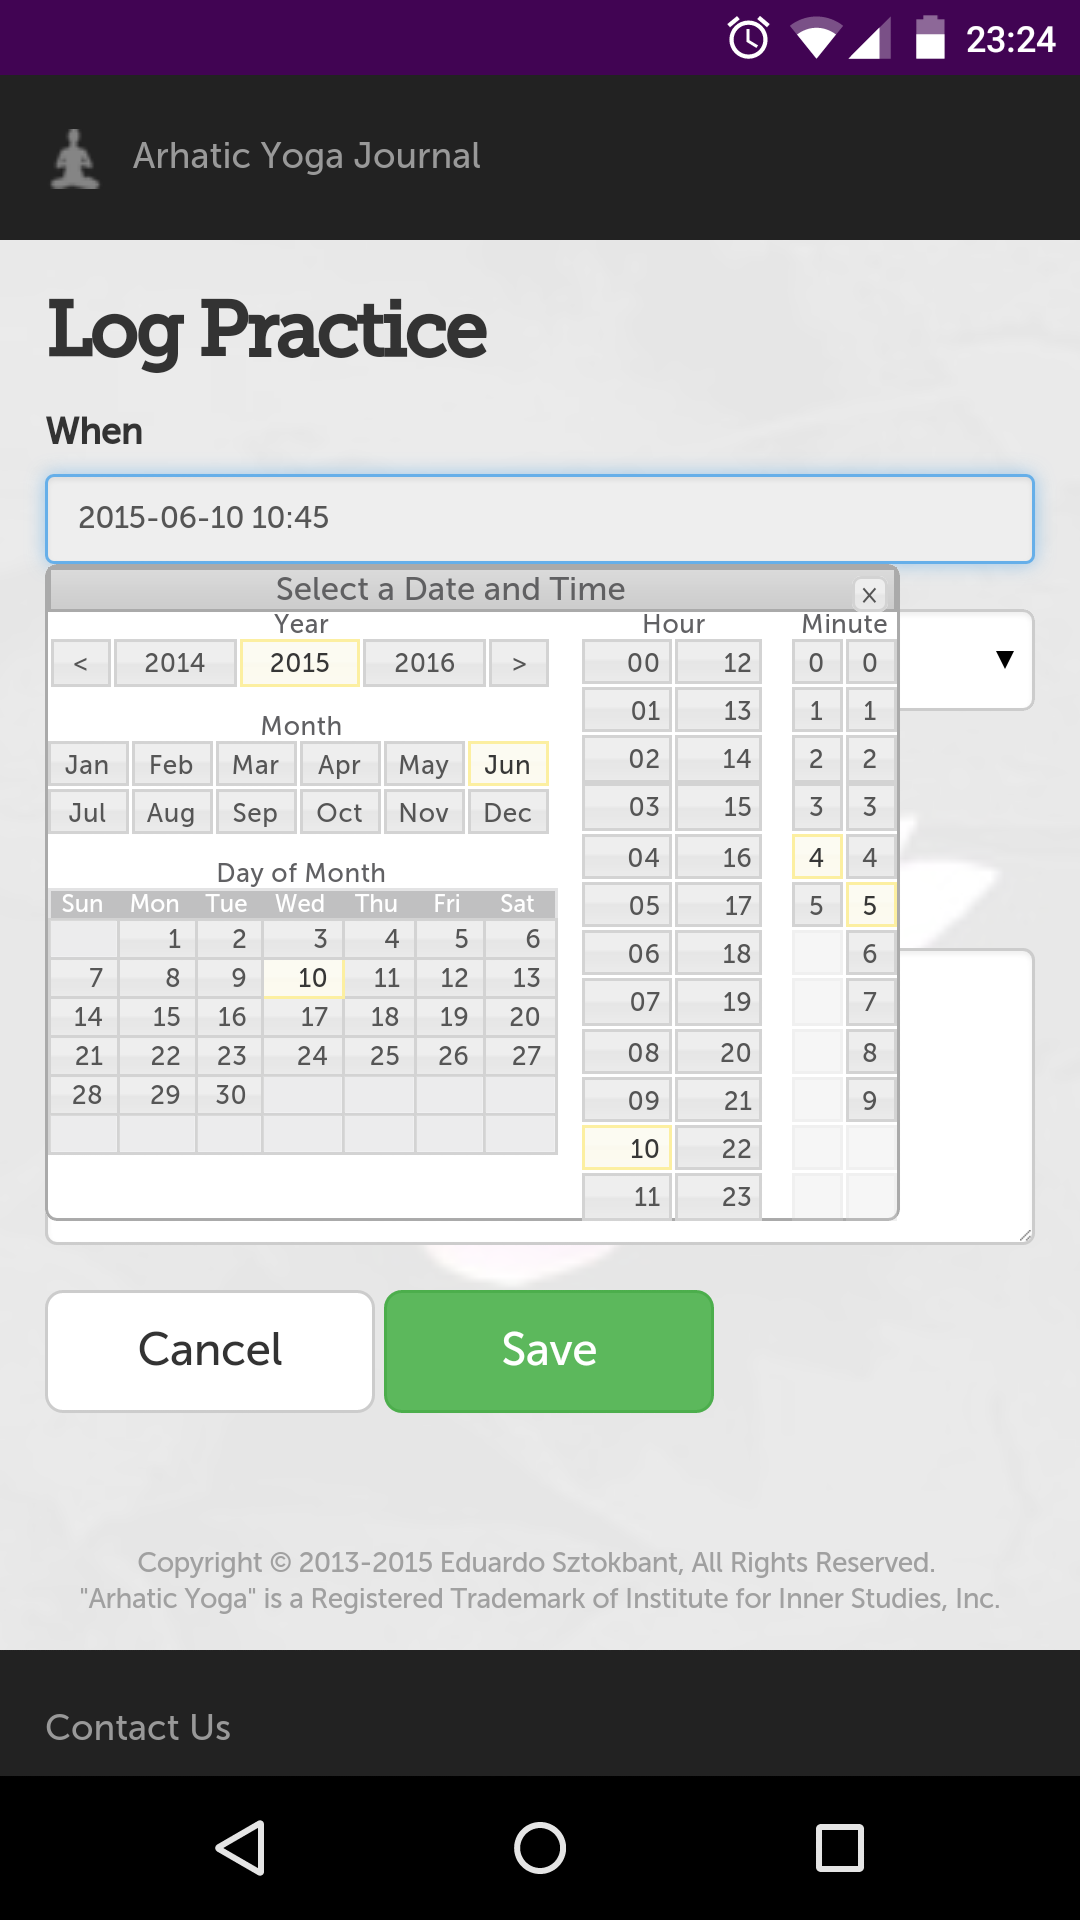 23:24
Arhatic Yoga Journal
Log Practice
When
2015-06-10 10:45
Select a Date and Time
x
Year
< 2014 2015 2016 >
Month
Jan Feb Mar Apr May Jun
Jul Aug Sep Oct Nov Dec
Day of Month
Sun Mon Tue Wed Thu Fri Sat
1 2 3 4 5 6
7 8 9 10 11 12 13
14 15 16 17 18 19 20
21 22 23 24 25 26 27
28 29 30
Hour
00 12
01 13
02 14
03 15
04 16
05 17
06 18
07 19
08 20
09 21
10 22
11 23
Minute
0 0
1 1
2 2
3 3
4 4
5 5
6
7
8
9
Cancel
Save
Copyright © 2013-2015 Eduardo Sztokbant, All Rights Reserved.
"Arhatic Yoga" is a Registered Trademark of Institute for Inner Studies, Inc.
Contact Us